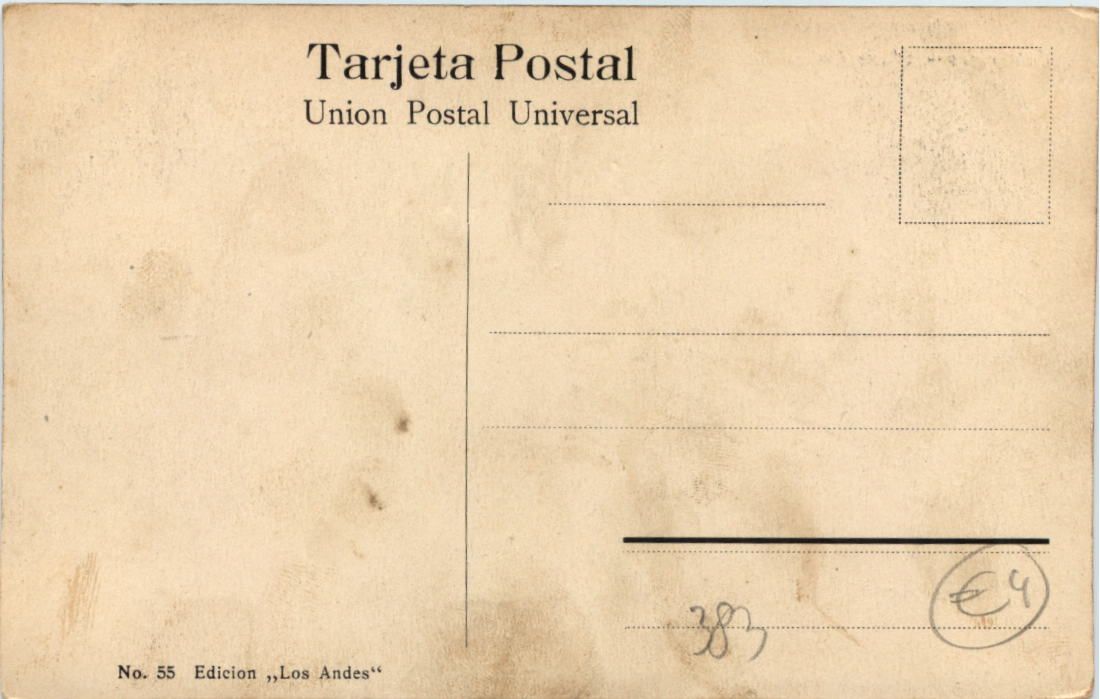 Tarjeta Postal
Union Postal Universal
383
€4
No. 55 Edicion „Los Andes“